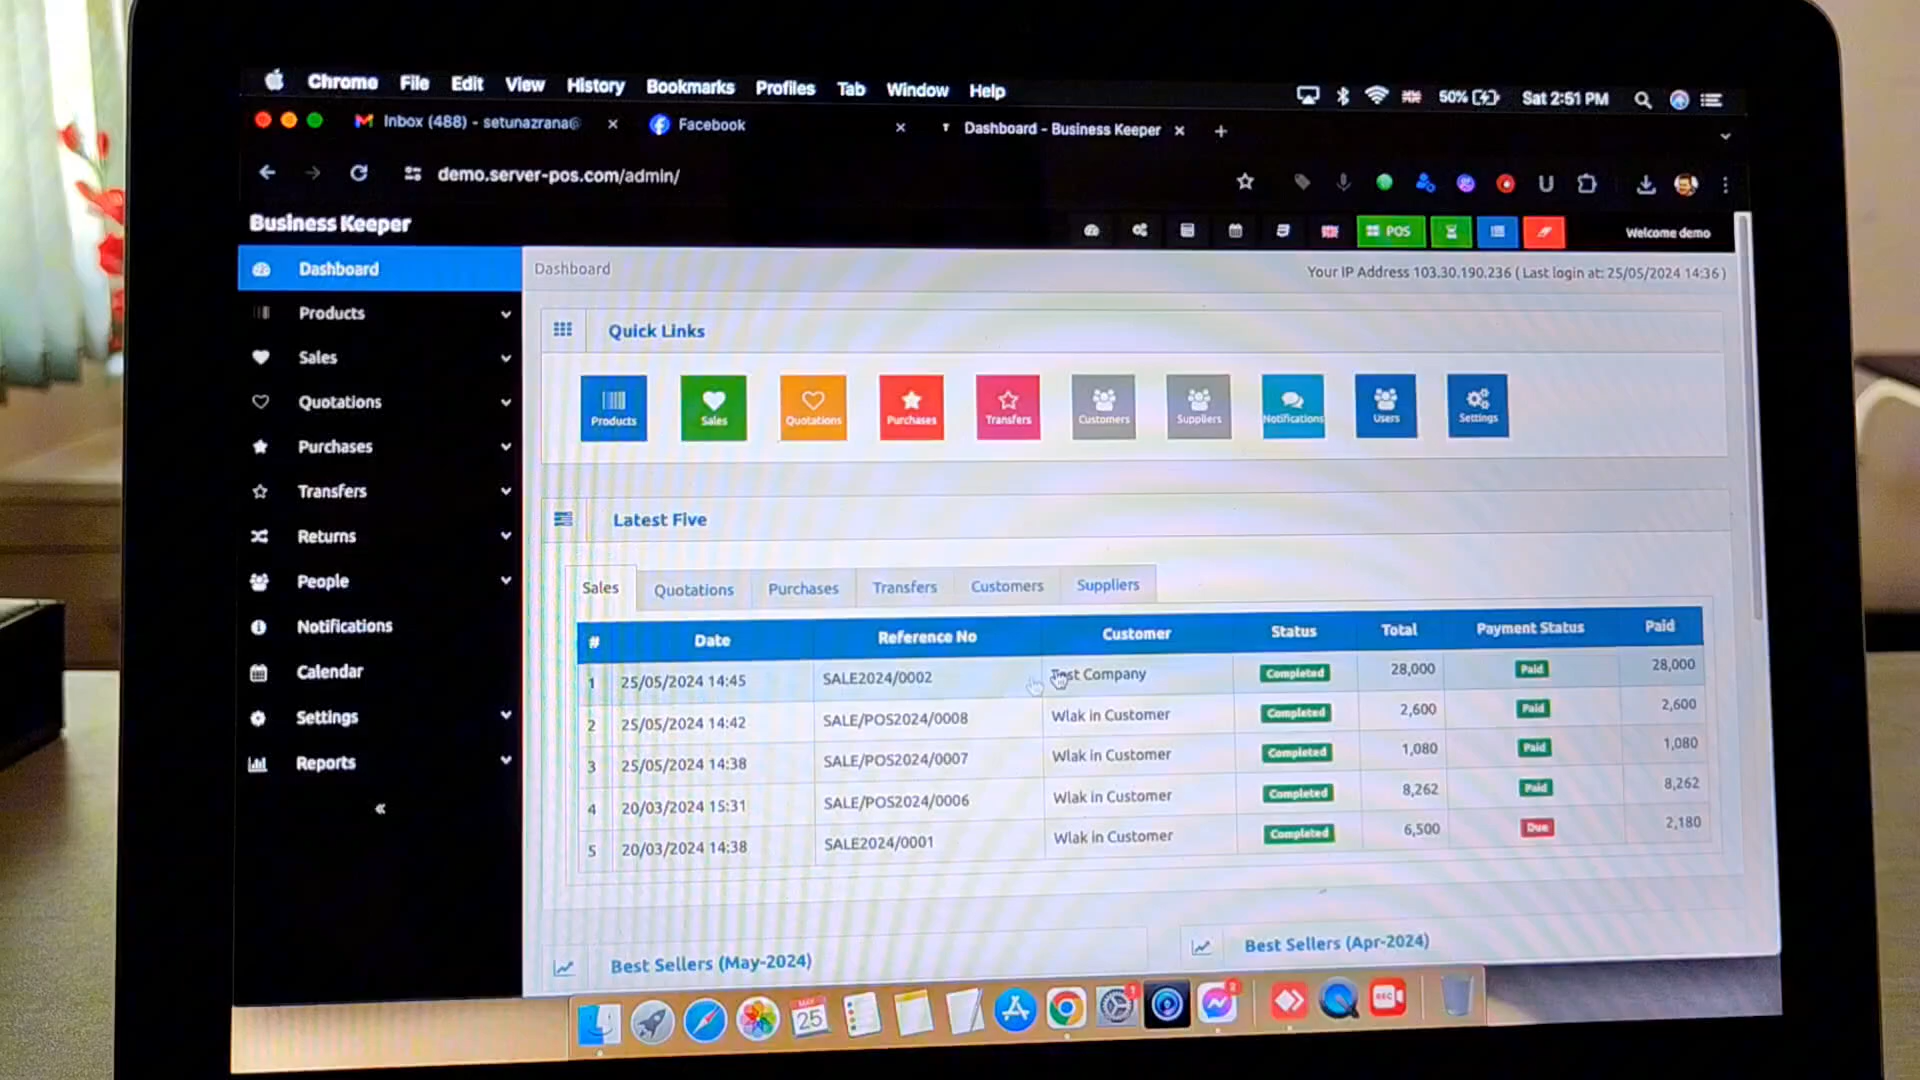 Chrome File Edit View History Bookmarks Profiles Tab Window Help 50% Sat 2:51 PM
Inbox (488) - setunazrana@ Facebook Dashboard - Business Keeper
demo.server-pos.com/admin/
Business Keeper POS Welcome demo
Dashboard
Products
Sales
Quotations
Purchases
Transfers
Returns
People
Notifications
Calendar
Settings
Reports
Dashboard Your IP Address 103.30.190.236 ( Last login at: 25/05/2024 14:36 )
Quick Links
Products Sales Quotations Purchases Transfers Customers Suppliers Notifications Users Settings
Latest Five
Sales Quotations Purchases Transfers Customers Suppliers
# Date Reference No Customer Status Total Payment Status Paid
1 25/05/2024 14:45 SALE2024/0002 Test Company Completed 28,000 Paid 28,000
2 25/05/2024 14:42 SALE/POS2024/0008 Wlak in Customer Completed 2,600 Paid 2,600
3 25/05/2024 14:38 SALE/POS2024/0007 Wlak in Customer Completed 1,080 Paid 1,080
4 20/03/2024 15:31 SALE/POS2024/0006 Wlak in Customer Completed 8,262 Paid 8,262
5 20/03/2024 14:38 SALE2024/0001 Wlak in Customer Completed 6,500 Due 2,180
Best Sellers (May-2024) Best Sellers (Apr-2024)
MAY
25
1
2
REC